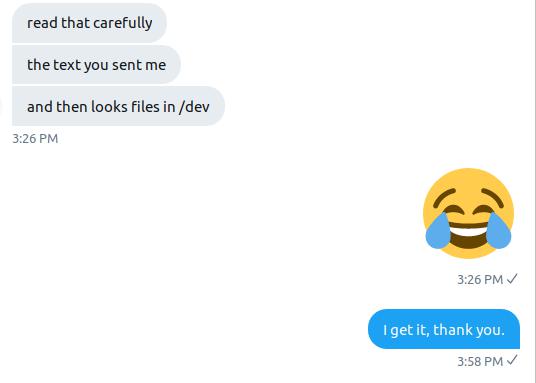 read that carefully
the text you sent me
and then looks files in /dev
3:26 PM
3:26 PM
I get it, thank you.
3:58 PM